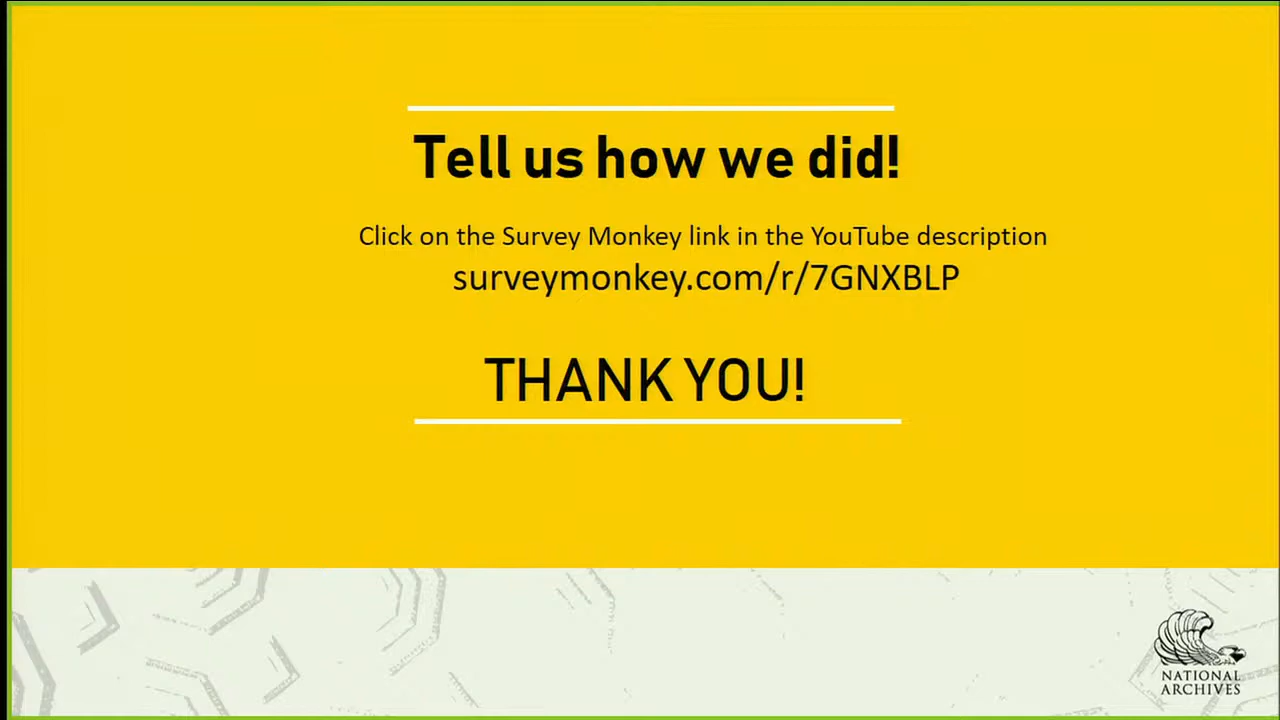 Tell us how we did!
Click on the Survey Monkey link in the YouTube description
surveymonkey.com/r/7GNXBLP
THANK YOU!
NATIONAL
ARCHIVES